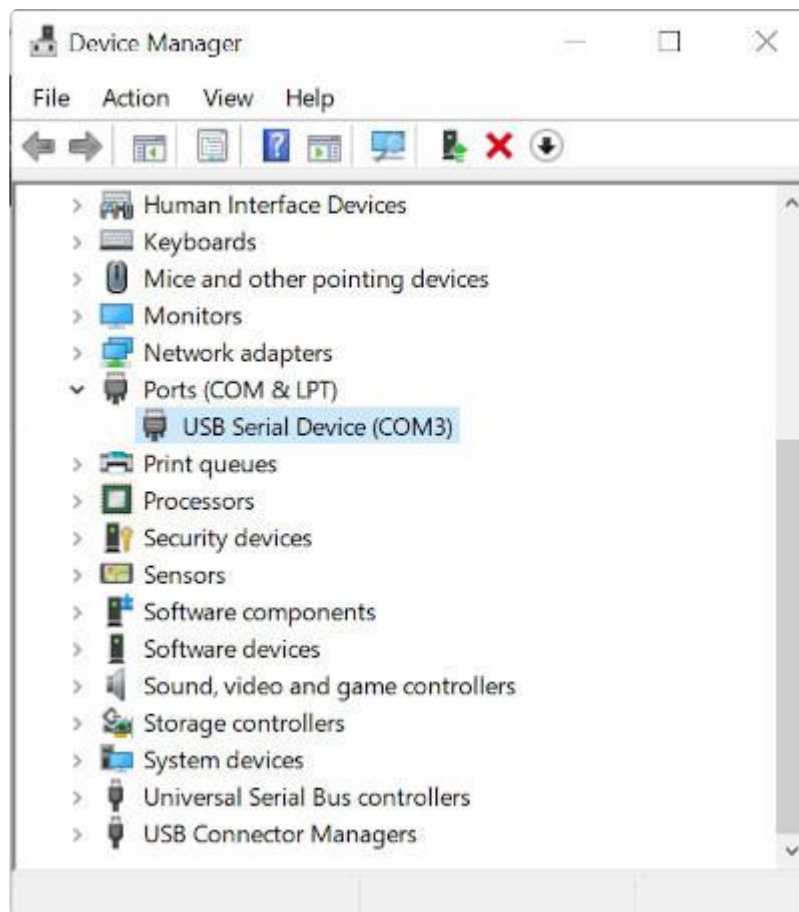 Device Manager
File Action View Help
Human Interface Devices
Keyboards
Mice and other pointing devices
Monitors
Network adapters
Ports (COM & LPT)
USB Serial Device (COM3)
Print queues
Processors
Security devices
Sensors
Software components
Software devices
Sound, video and game controllers
Storage controllers
System devices
Universal Serial Bus controllers
USB Connector Managers